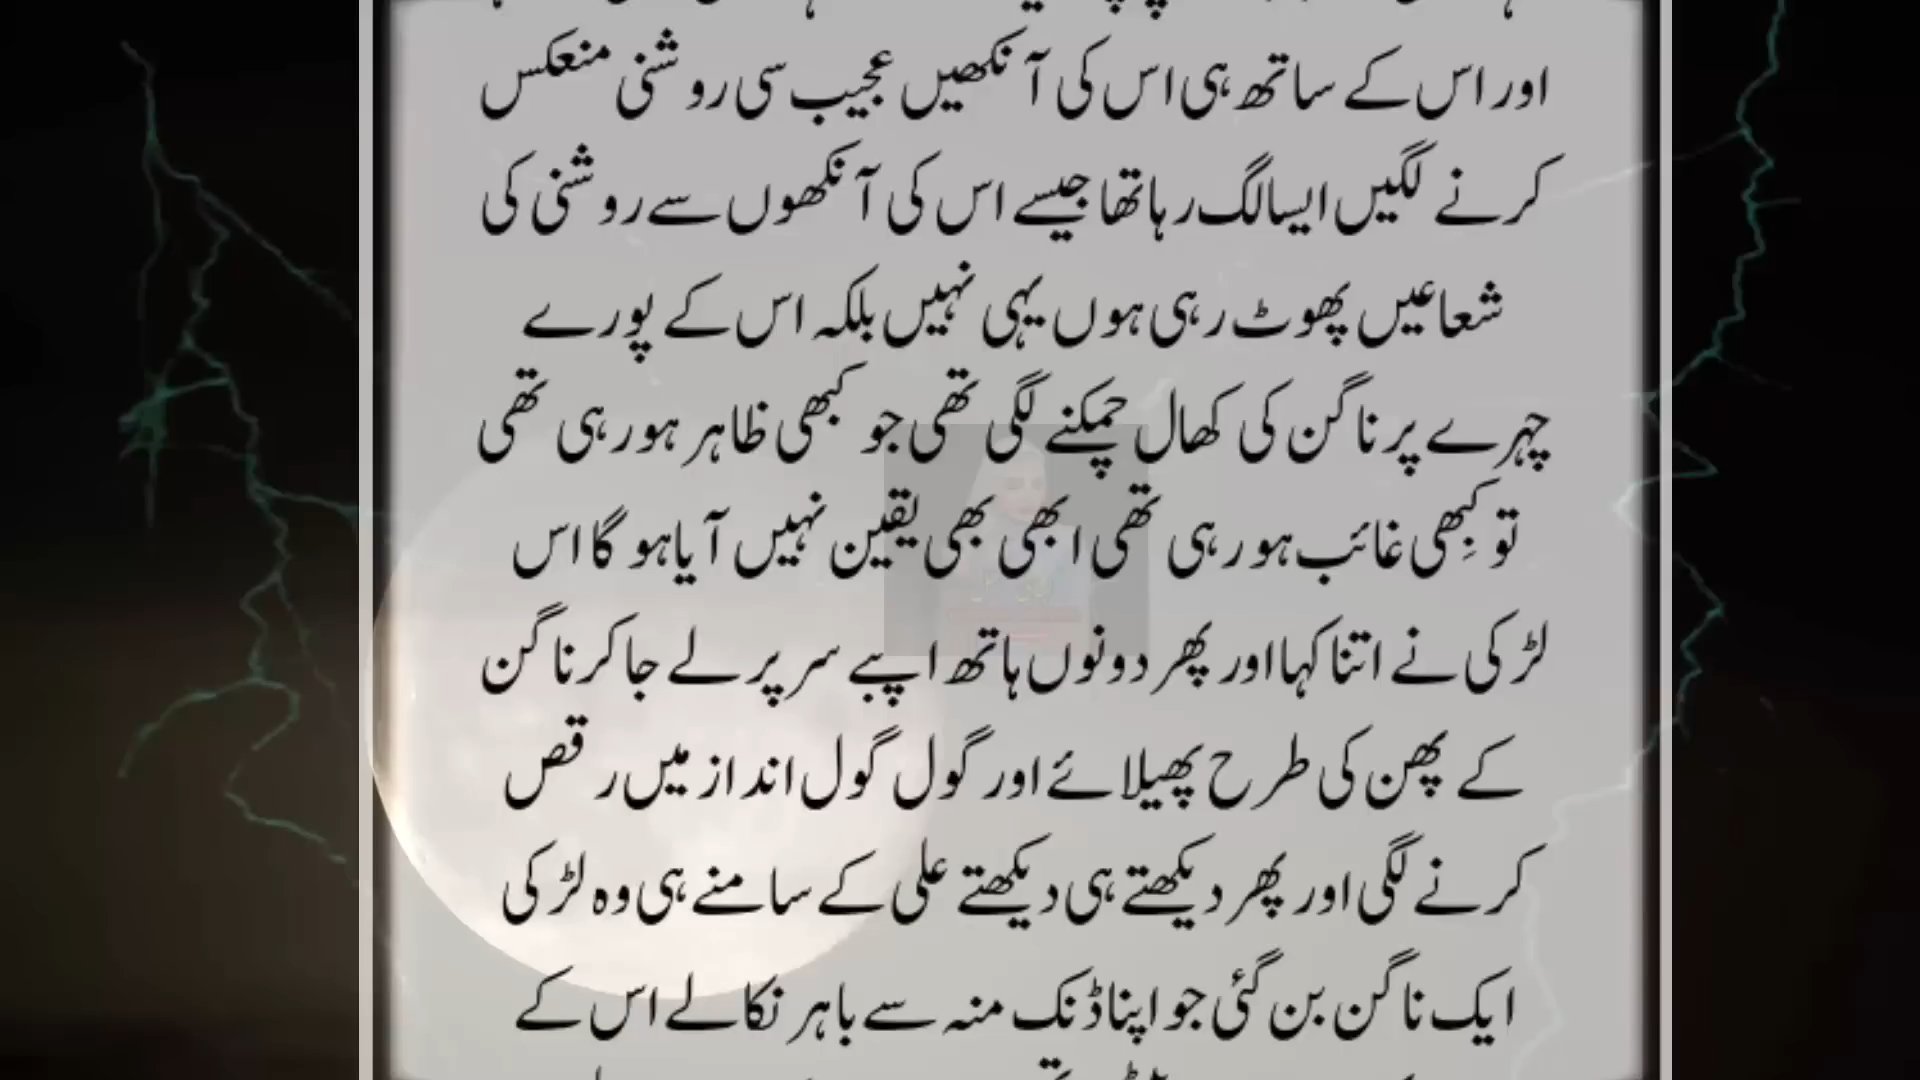 اور اس کے ساتھ ہی اس کی آنکھیں عجیب سی روشنی منعکس
کرنے لگیں ایسا لگ رہا تھا جیسے اس کی آنکھوں سے روشنی کی
شعاعیں پھوٹ رہی ہوں یہی نہیں بلکہ اس کے پورے
چہرے پر ناگن کی کھال چمکنے لگی تھی جو کبھی ظاہر ہو رہی تھی
تو کبِھی غائب ہو رہی تھی ابھی بھی یقین نہیں آیا ہو گا اس
لڑکی نے اتنا کہا اور پھر دونوں ہاتھ اپنے سر پر لے جا کر ناگن
کے پھن کی طرح پھیلائے اور گول گول انداز میں رقص
کرنے لگی اور پھر دیکھتے ہی دیکھتے علی کے سامنے ہی وہ لڑکی
ایک ناگن بن گئی جو اپنا ڈنک منہ سے باہر نکالے اس کے